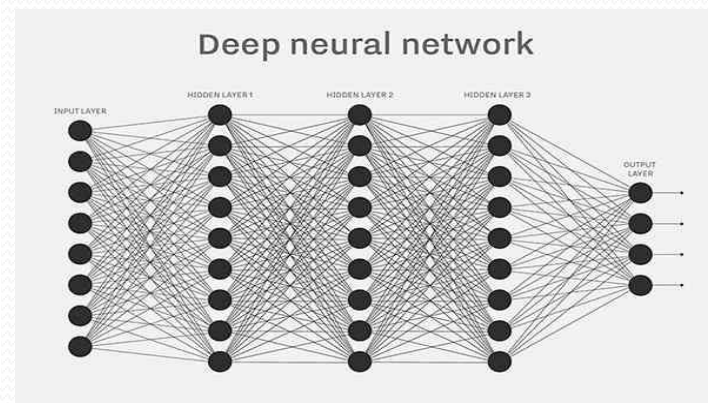 Deep neural network
INPUT LAYER
HIDDEN LAYER 1
HIDDEN LAYER 2
HIDDEN LAYER 3
OUTPUT
LAYER